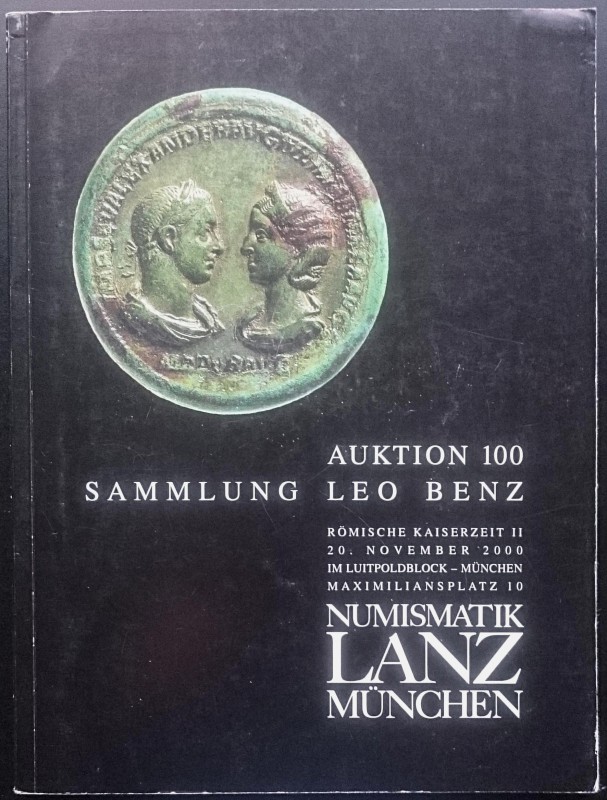 AUKTION 100
SAMMLUNG LEO BENZ
RÖMISCHE KAISERZEIT II
20. NOVEMBER 2000
IM LUITPOLDBLOCK – MÜNCHEN
MAXIMILIANSPLATZ 10
NUMISMATIK
LANZ
MÜNCHEN